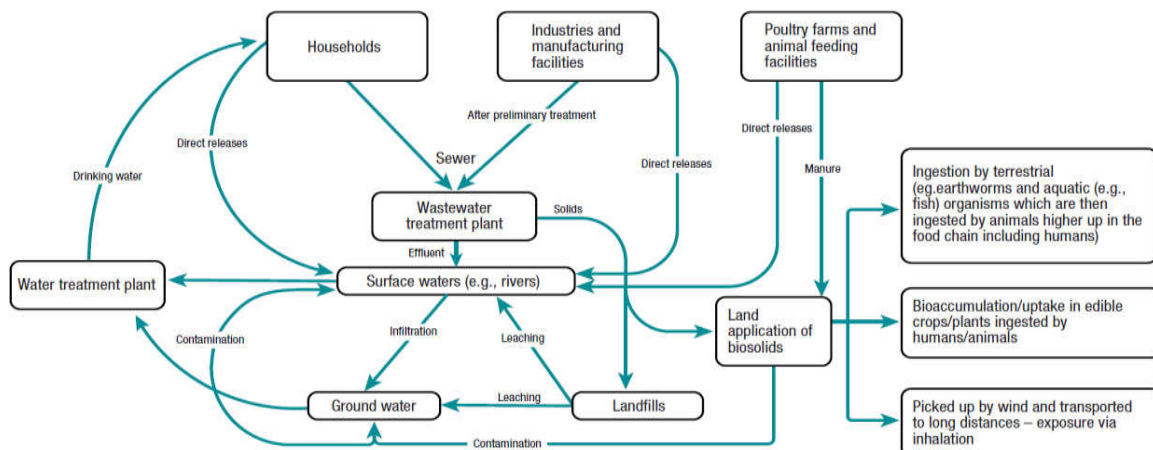 Households
Industries and
manufacturing
facilities
Poultry farms and
animal feeding
facilities
After preliminary treatment
Direct releases
Direct releases
Direct releases
Drinking water
Sewer
Manure
Ingestion by terrestrial
(eg.earthworms and aquatic (e.g.,
fish) organisms which are then
ingested by animals higher up in the
food chain including humans)
Wastewater
treatment plant
Solids
Effluent
Water treatment plant
Surface waters (e.g., rivers)
Land
application of
biosolids
Bioaccumulation/uptake in edible
crops/plants ingested by
humans/animals
Contamination
Infiltration
Leaching
Ground water
Leaching
Landfills
Contamination
Picked up by wind and transported
to long distances – exposure via
inhalation